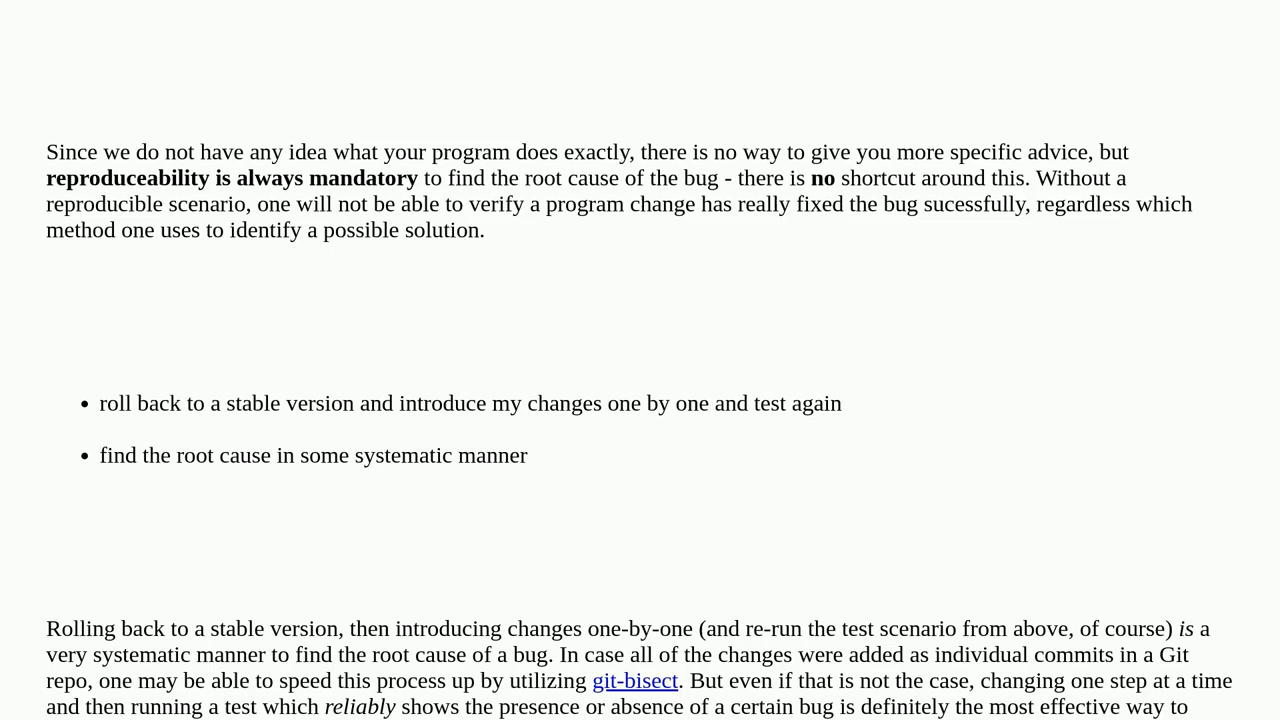 Since we do not have any idea what your program does exactly, there is no way to give you more specific advice, but
reproduceability is always mandatory to find the root cause of the bug - there is no shortcut around this. Without a
reproducible scenario, one will not be able to verify a program change has really fixed the bug sucessfully, regardless which
method one uses to identify a possible solution.
• roll back to a stable version and introduce my changes one by one and test again
• find the root cause in some systematic manner
Rolling back to a stable version, then introducing changes one-by-one (and re-run the test scenario from above, of course) is a
very systematic manner to find the root cause of a bug. In case all of the changes were added as individual commits in a Git
repo, one may be able to speed this process up by utilizing git-bisect. But even if that is not the case, changing one step at a time
and then running a test which reliably shows the presence or absence of a certain bug is definitely the most effective way to